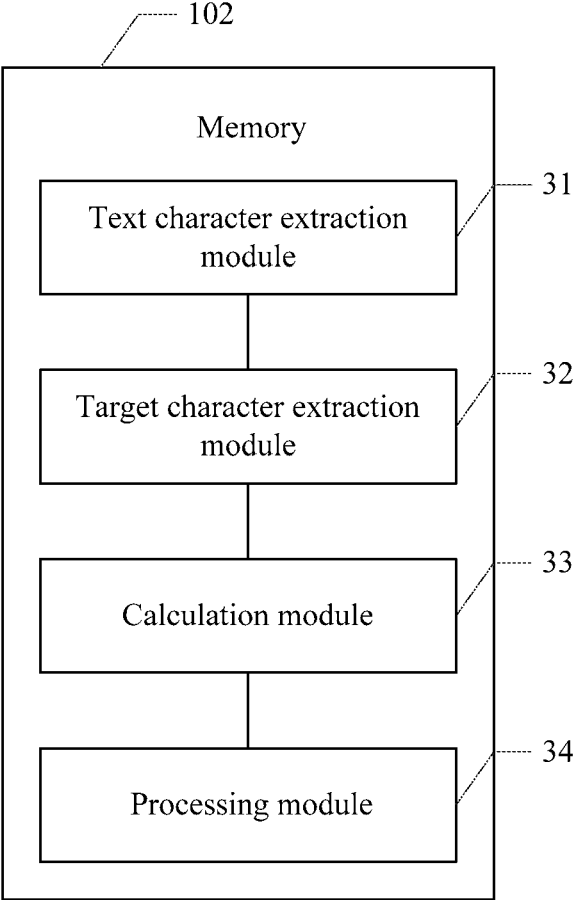 102
Memory
Text character extraction
module
31
Target character extraction
module
32
Calculation module
33
Processing module
34